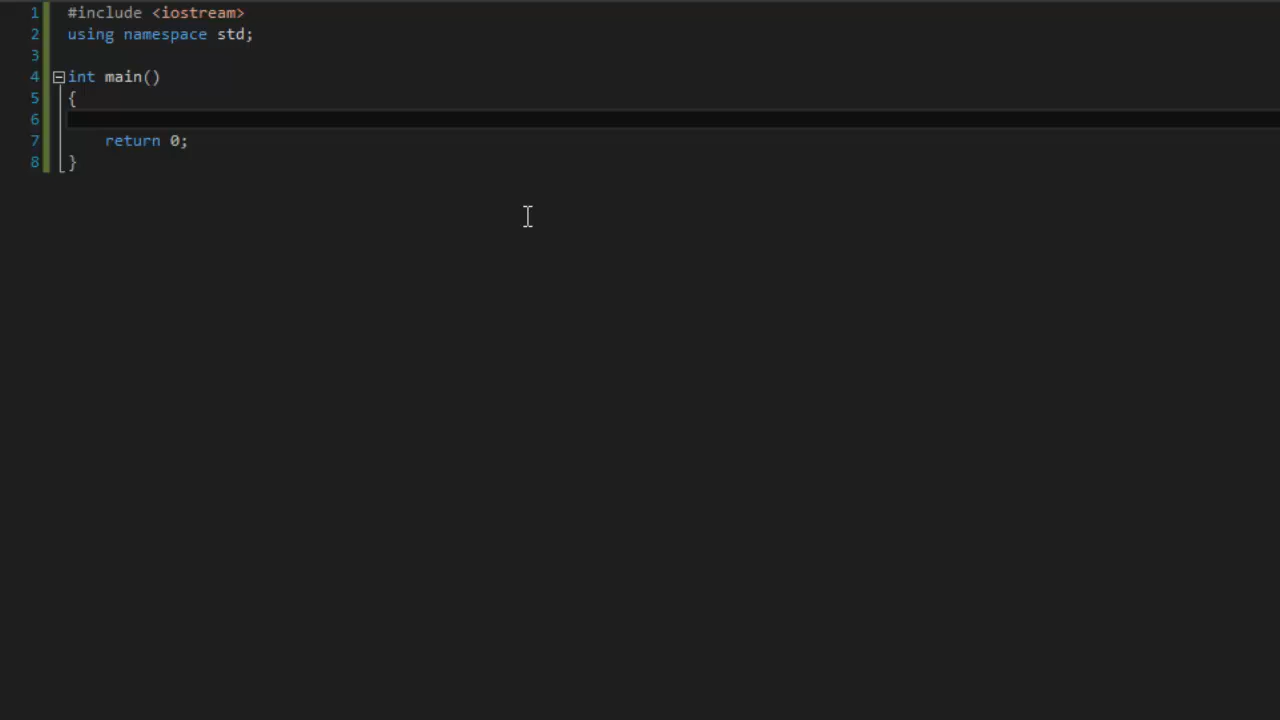 1 #include <iostream>
2 using namespace std;
3
4 int main()
5 {
6
7 return 0;
8 }